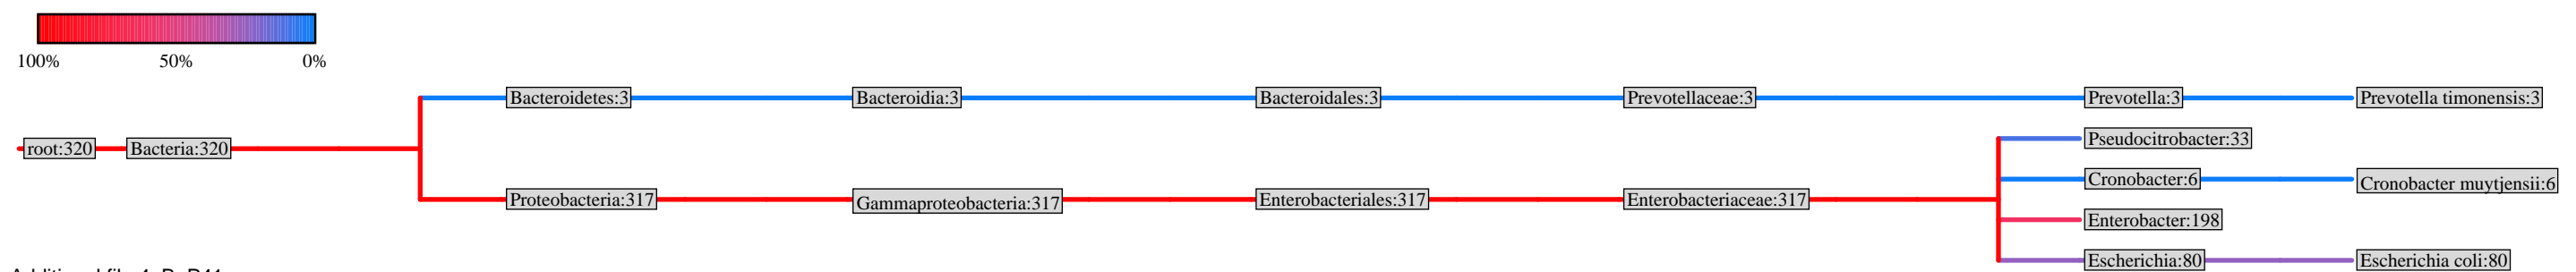 100% 50% 0%
Bacteroidetes:3 Bacteroidia:3 Bacteroidales:3 Prevotellaceae:3 Prevotella:3 Prevotella timonensis:3
Pseudocitrobacter:33
root:320 Bacteria:320
Cronobacter:6 Cronobacter muytjensii:6
Proteobacteria:317 Gammaproteobacteria:317 Enterobacteriales:317 Enterobacteriaceae:317
Enterobacter:198
Escherichia:80 Escherichia coli:80